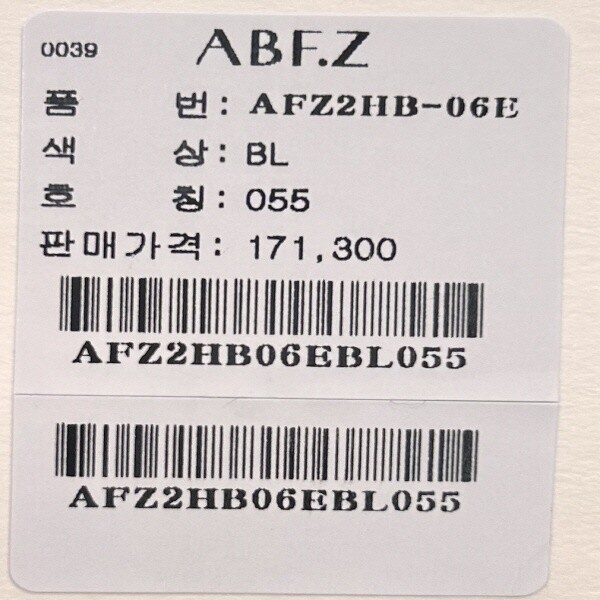 0039 ABF.Z
품 번: AFZ2HB-06E
색 상: BL
호 칭: 055
판매가격: 171,300
AFZ2HB06EBL055
AFZ2HB06EBL055